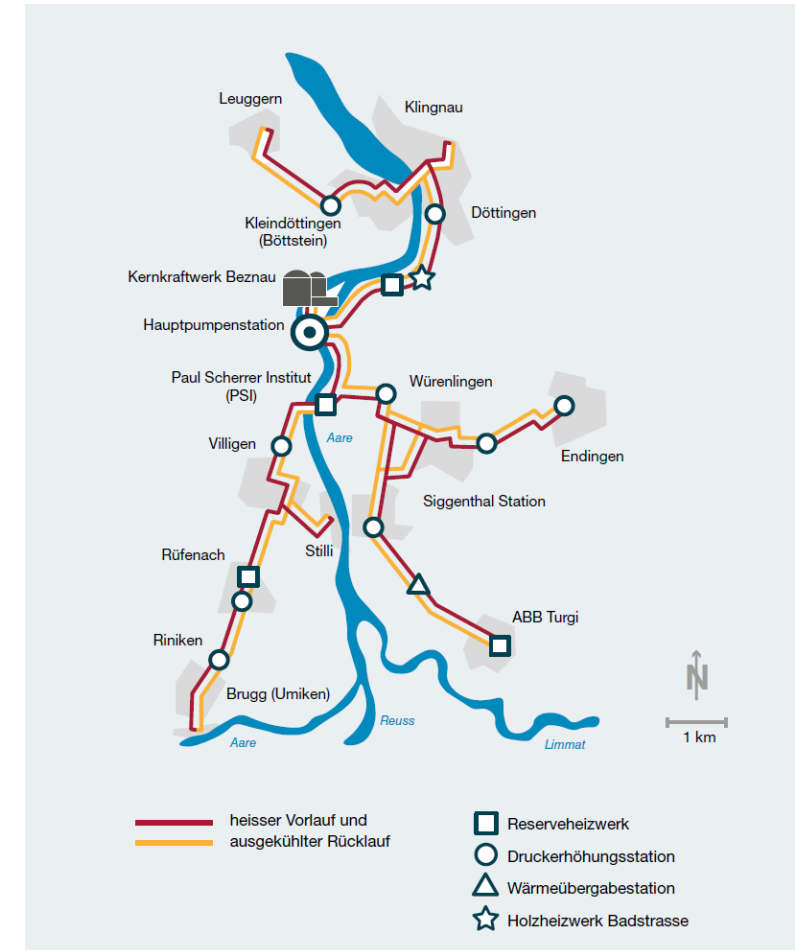 Leuggern
Klingnau
Kleindöttingen
(Böttstein)
Döttingen
Kernkraftwerk Beznau
Hauptpumpenstation
Paul Scherrer Institut
(PSI)
Würenlingen
Villigen
Aare
Endingen
Siggenthal Station
Stilli
Rüfenach
ABB Turgi
Riniken
Brugg (Umiken)
N
Reuss
Aare
Limmat
1 km
heisser Vorlauf und
ausgekühlter Rücklauf
Reserveheizwerk
Druckerhöhungsstation
Wärmeübergabestation
Holzheizwerk Badstrasse